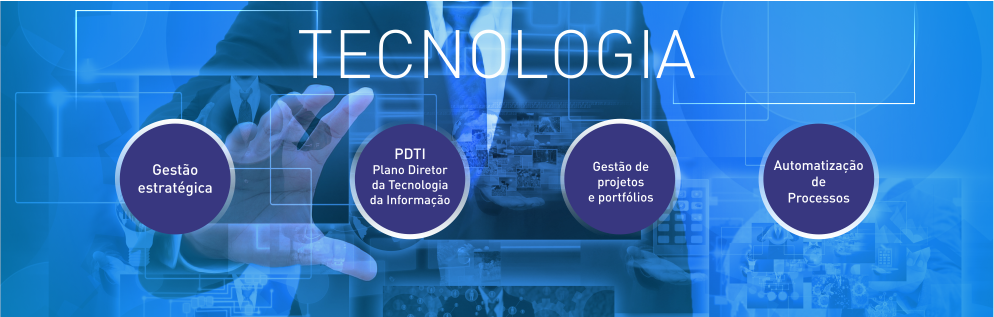 TECNOLOGIA
Gestão
estratégica
PDTI
Plano Diretor
da Tecnologia
da Informação
Gestão de
projetos
e portfólios
Automatização
de
Processos